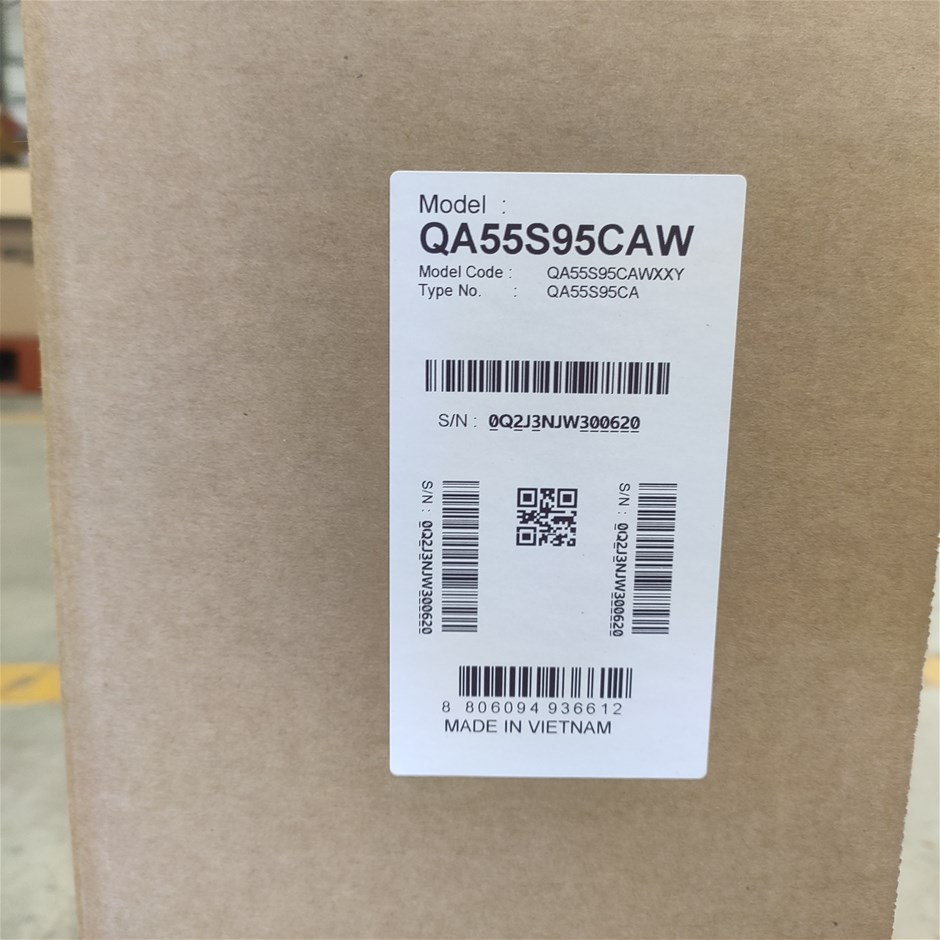 Model :
QA55S95CAW
Model Code : QA55S95CAWXXY
Type No. : QA55S95CA
S/N : 0Q2J3NJW300620
S/N : 0Q2J3NJW300620
S/N : 0Q2J3NJW300620
8 806094 936612
MADE IN VIETNAM